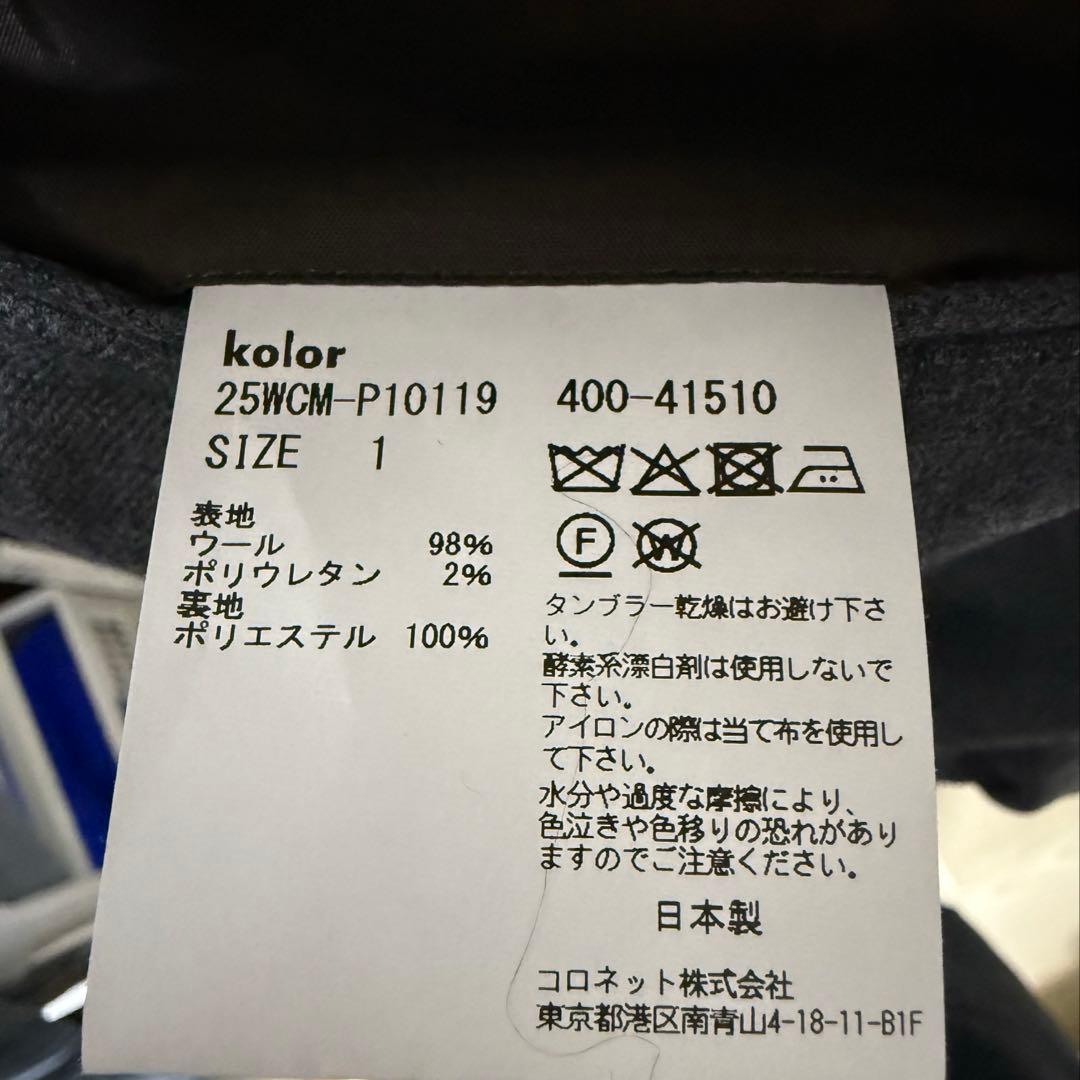 kolor
25WCM-P10119 400-41510
SIZE 1
表地
ウール 98%
ポリウレタン 2%
裏地
ポリエステル 100%
F
W
タンブラー乾燥はお避け下さ
い。
酵素系漂白剤は使用しないで
下さい。
アイロンの際は当て布を使用し
て下さい。
水分や過度な摩擦により、
色泣きや色移りの恐れがあり
ますのでご注意ください。
日本製
コロネット株式会社
東京都港区南青山4-18-11-B1F